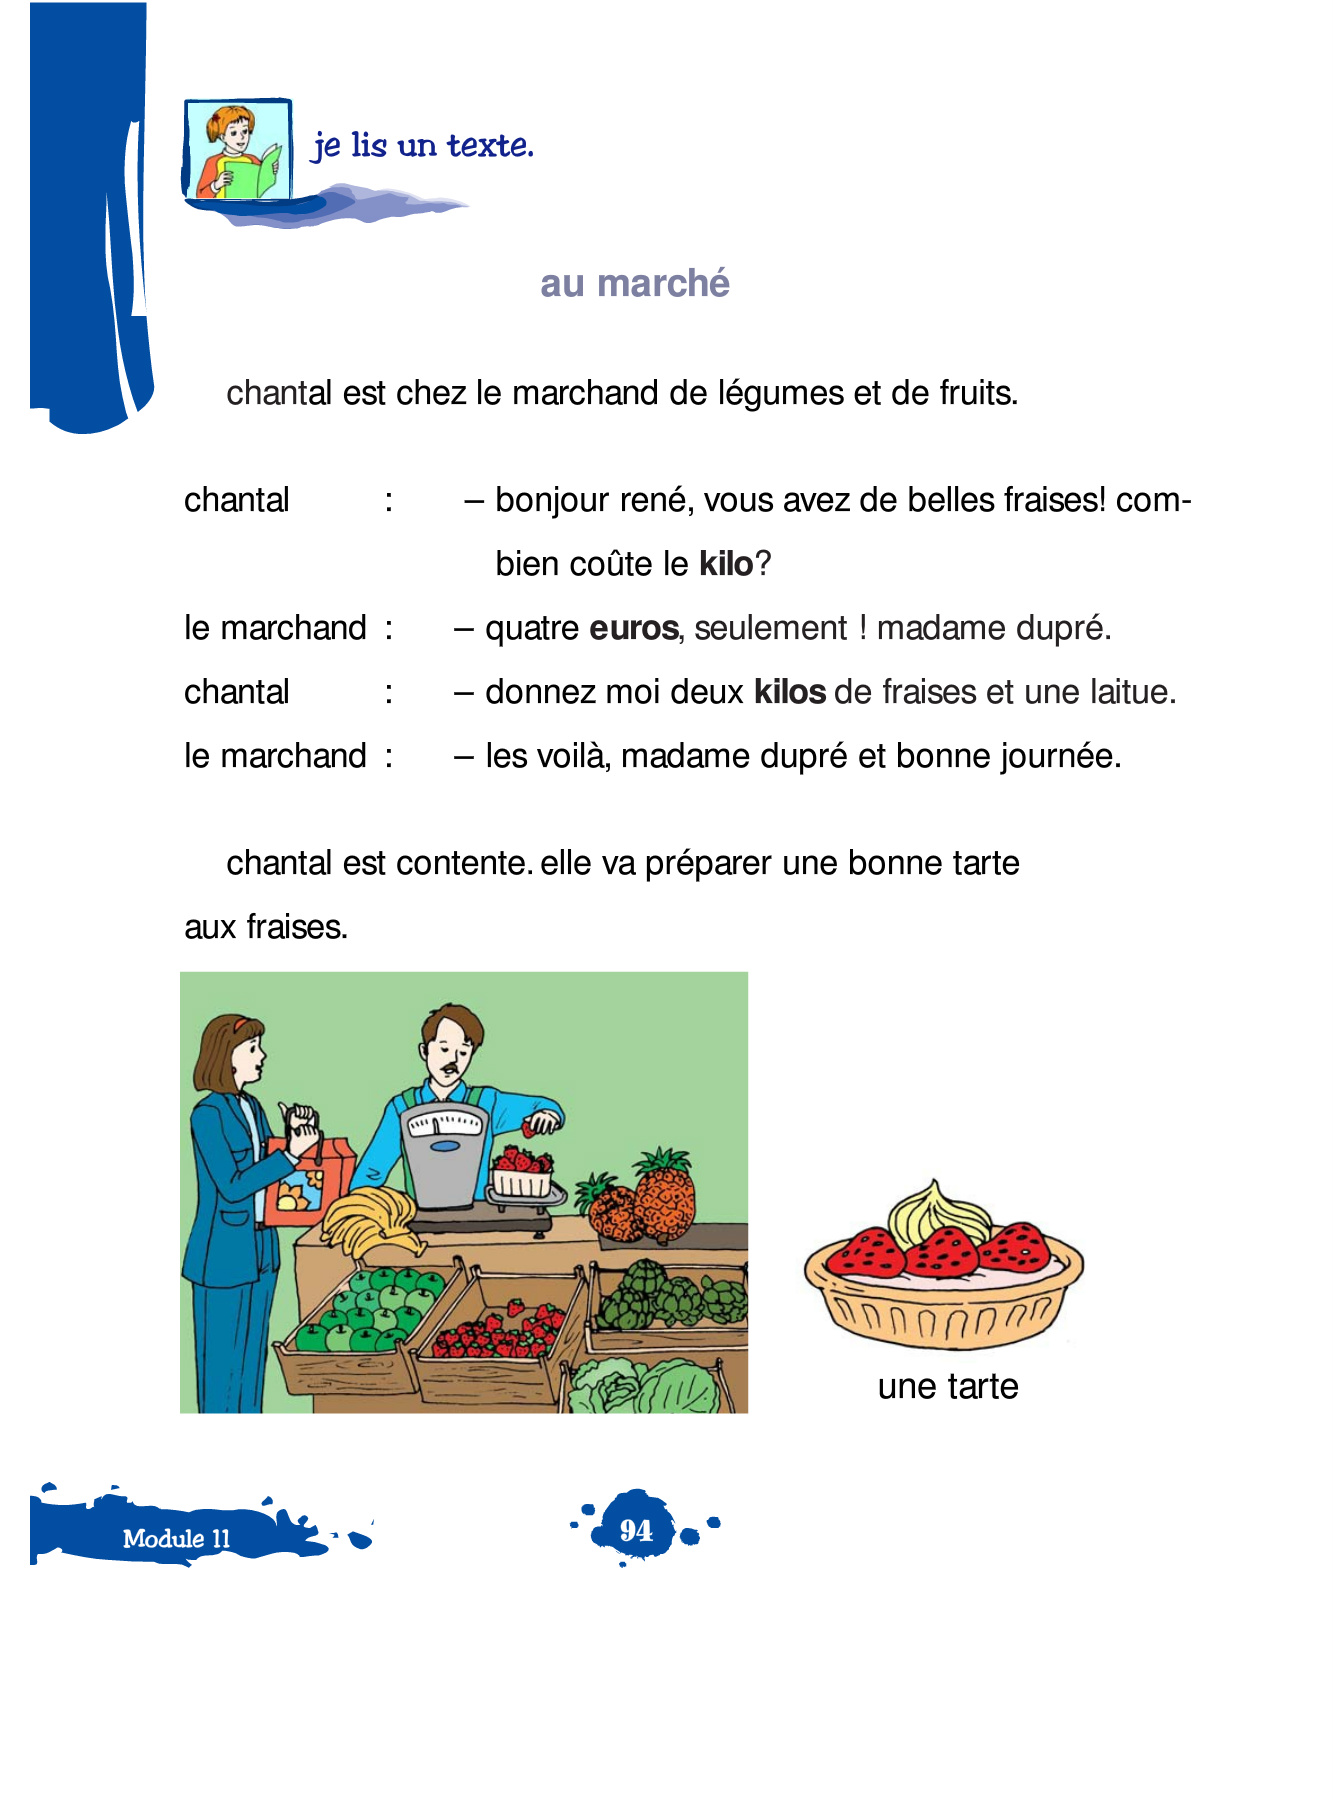 je lis un texte.
au marché
chantal est chez le marchand de légumes et de fruits.
chantal : – bonjour rené, vous avez de belles fraises! com-
bien coûte le kilo?
le marchand : – quatre euros, seulement ! madame dupré.
chantal : – donnez moi deux kilos de fraises et une laitue.
le marchand : – les voilà, madame dupré et bonne journée.
chantal est contente. elle va préparer une bonne tarte
aux fraises.
une tarte
Module 11
94